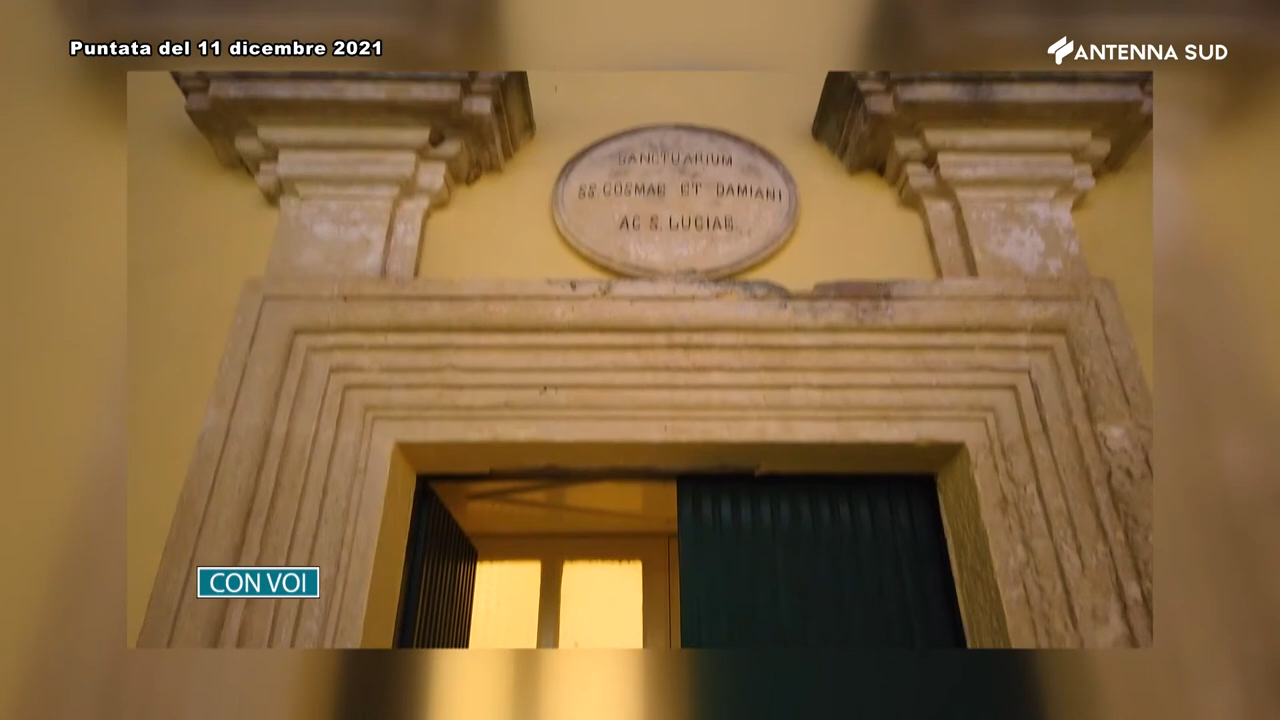 Puntata del 11 dicembre 2021
ANTENNA SUD
SANCTUARIUM
SS. COSMAE ET DAMIANI
AC S. LUCIAE
CON VOI